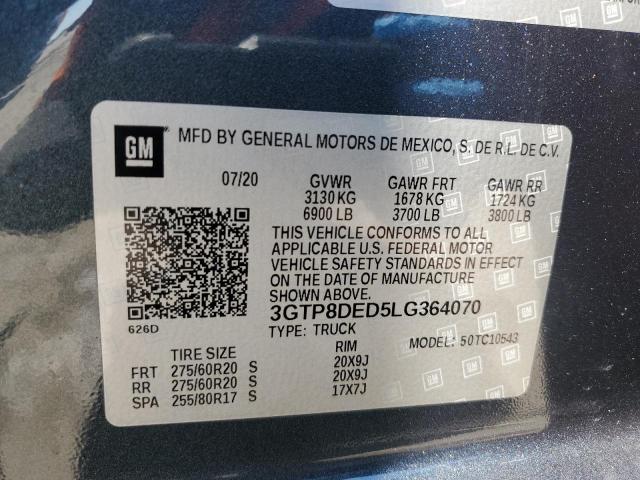 GM
MFD BY GENERAL MOTORS DE MEXICO, S. DE R.L. DE C.V.
07/20 GVWR GAWR FRT GAWR RR
3130 KG 1678 KG 1724 KG
6900 LB 3700 LB 3800 LB
THIS VEHICLE CONFORMS TO ALL
APPLICABLE U.S. FEDERAL MOTOR
VEHICLE SAFETY STANDARDS IN EFFECT
ON THE DATE OF MANUFACTURE
SHOWN ABOVE.
3GTP8DED5LG364070
626D TYPE: TRUCK MODEL: 50TC10543
TIRE SIZE RIM
FRT 275/60R20 S 20X9J
RR 275/60R20 S 20X9J
SPA 255/80R17 S 17X7J